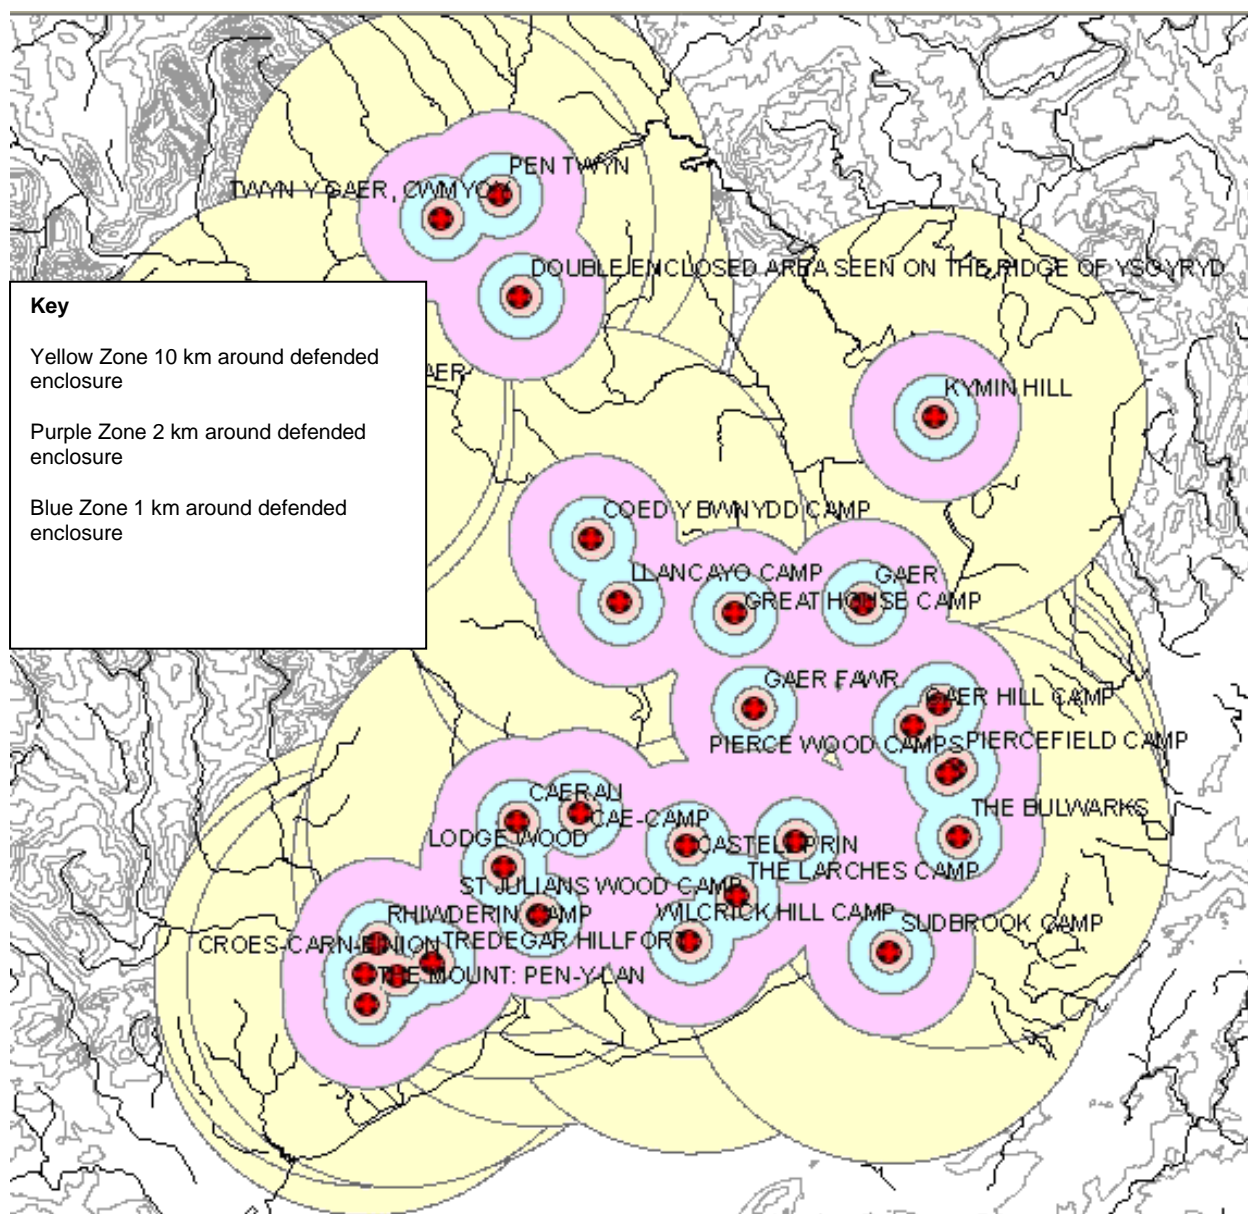 PEN TWYN
TWYN Y GAER, CWMYOY
DOUBLE ENCLOSED AREA SEEN ON THE RIDGE OF YSGYRYD
Key
Yellow Zone 10 km around defended
enclosure
Purple Zone 2 km around defended
enclosure
Blue Zone 1 km around defended
enclosure
AER
KYMIN HILL
COED Y BWNYDD CAMP
LLANCAYO CAMP
GAER
GREAT HOUSE CAMP
GAER FAWR
GAER HILL CAMP
PIERCE WOOD CAMPS
PIERCEFIELD CAMP
CAERAU
THE BULWARKS
CAE-CAMP
LODGE WOOD
CASTELL PRIN
THE LARCHES CAMP
ST JULIANS WOOD CAMP
RHIWDERIN CAMP
WILCRICK HILL CAMP
SUDBROOK CAMP
CROES-CARN-EINION
TREDEGAR HILLFORT
THE MOUNT: PEN-Y-LAN